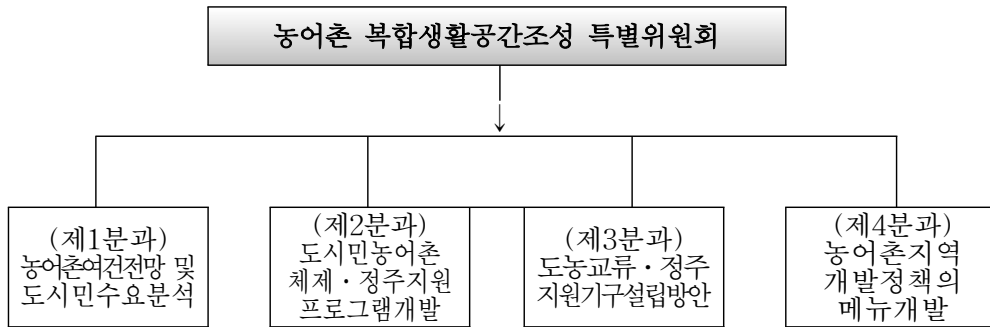 농어촌 복합생활공간조성 특별위원회
(제1분과)
농어촌여건전망 및
도시민수요분석
(제2분과)
도시민농어촌
체제・정주지원
프로그램개발
(제3분과)
도농교류・정주
지원기구설립방안
(제4분과)
농어촌지역
개발정책의
메뉴개발